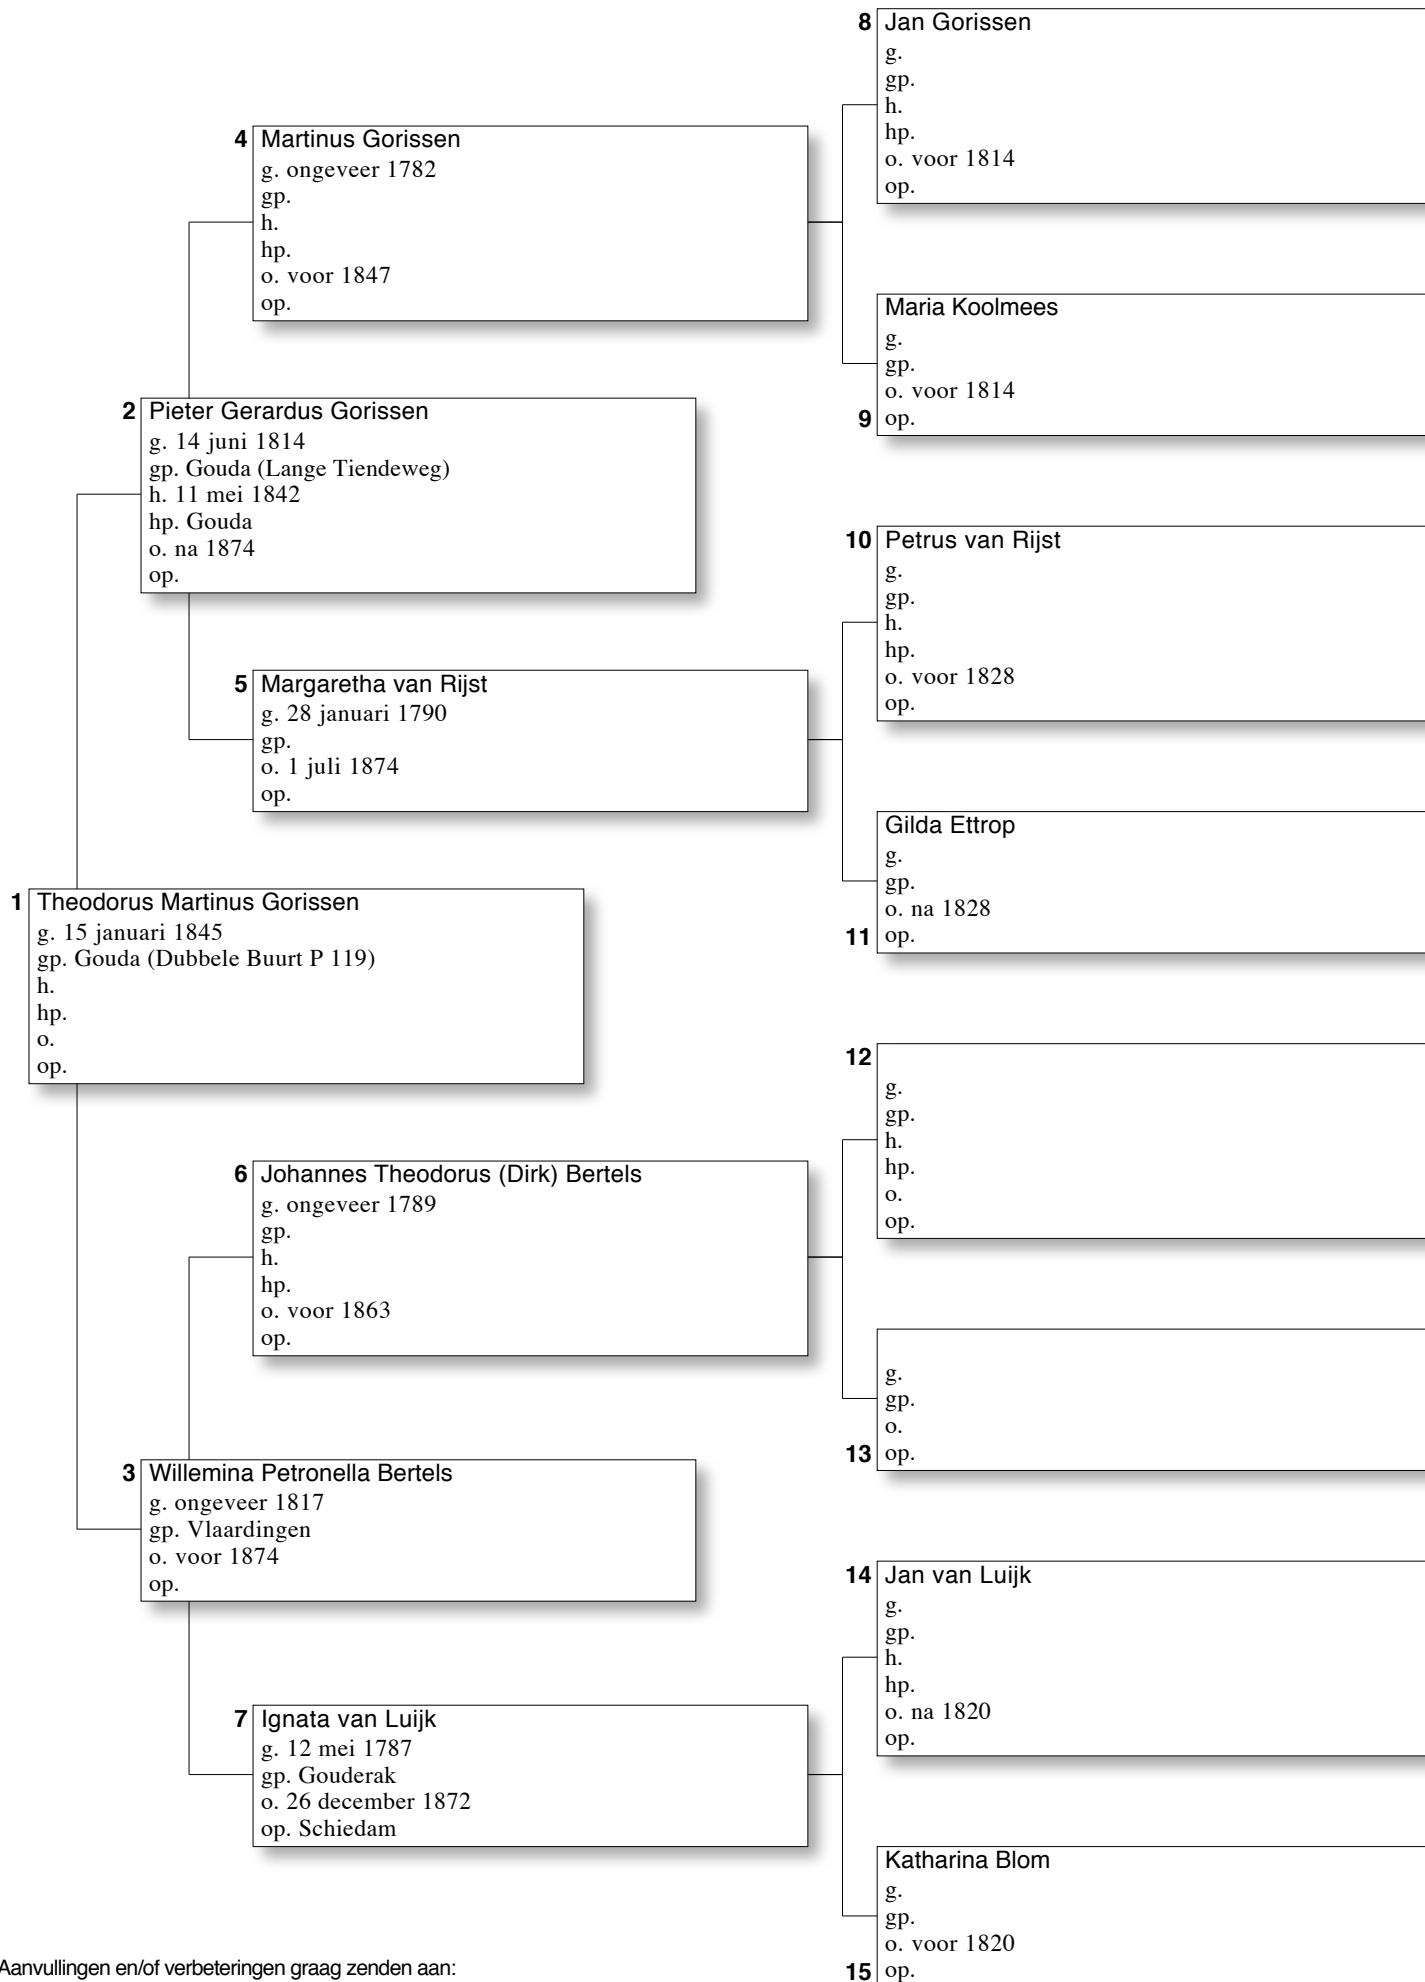 8 Jan Gorissen
g.
gp.
h.
hp.
o. voor 1814
op.
4 Martinus Gorissen
g. ongeveer 1782
gp.
h.
hp.
o. voor 1847
op.
Maria Koolmees
g.
gp.
o. voor 1814
9 op.
2 Pieter Gerardus Gorissen
g. 14 juni 1814
gp. Gouda (Lange Tiendeweg)
h. 11 mei 1842
hp. Gouda
o. na 1874
op.
10 Petrus van Rijst
g.
gp.
h.
hp.
o. voor 1828
op.
5 Margaretha van Rijst
g. 28 januari 1790
gp.
o. 1 juli 1874
op.
Gilda Ettrop
g.
gp.
o. na 1828
11 op.
1 Theodorus Martinus Gorissen
g. 15 januari 1845
gp. Gouda (Dubbele Buurt P 119)
h.
hp.
o.
op.
12
g.
gp.
h.
hp.
o.
op.
6 Johannes Theodorus (Dirk) Bertels
g. ongeveer 1789
gp.
h.
hp.
o. voor 1863
op.
g.
gp.
o.
13 op.
3 Willemina Petronella Bertels
g. ongeveer 1817
gp. Vlaardingen
o. voor 1874
op.
14 Jan van Luijk
g.
gp.
h.
hp.
o. na 1820
op.
7 Ignata van Luijk
g. 12 mei 1787
gp. Gouderak
o. 26 december 1872
op. Schiedam
Katharina Blom
g.
gp.
o. voor 1820
15 op.
Aanvullingen en/of verbeteringen graag zenden aan: